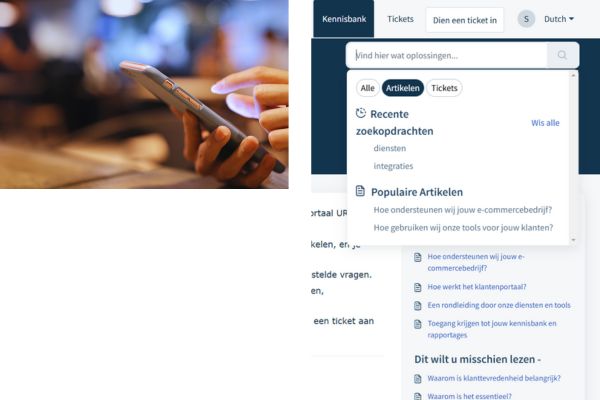 Kennisbank Tickets Dien een ticket in S Dutch
Vind hier wat oplossingen...
Alle Artikelen Tickets
Recente
zoekopdrachten
Wis alle
diensten
integraties
Populaire Artikelen
Hoe ondersteunen wij jouw e-commercebedrijf?
Hoe gebruiken wij onze tools voor jouw klanten?
ortaal UR
kelen, en je
stelde vragen.
en,
een ticket aan
Hoe ondersteunen wij jouw e-
commercebedrijf?
Hoe werkt het klantenportaal?
Een rondleiding door onze diensten en tools
Toegang krijgen tot jouw kennisbank en
rapportages
Dit wilt u misschien lezen -
Waarom is klanttevredenheid belangrijk?
Waarom is het essentieel?